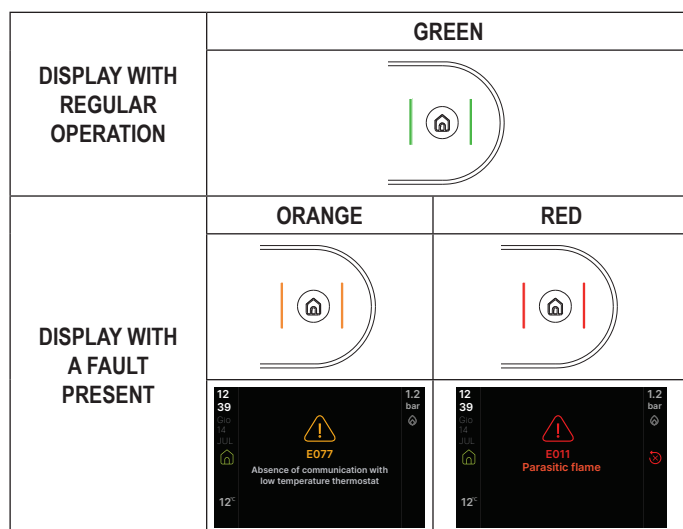 GREEN
DISPLAY WITH
REGULAR
OPERATION
ORANGE
RED
DISPLAY WITH
A FAULT
PRESENT
12
39
Gio
14
JUL
12°C
E077
Absence of communication with
low temperature thermostat
1.2
bar
12
39
Gio
14
JUL
12°C
E011
Parasitic flame
1.2
bar